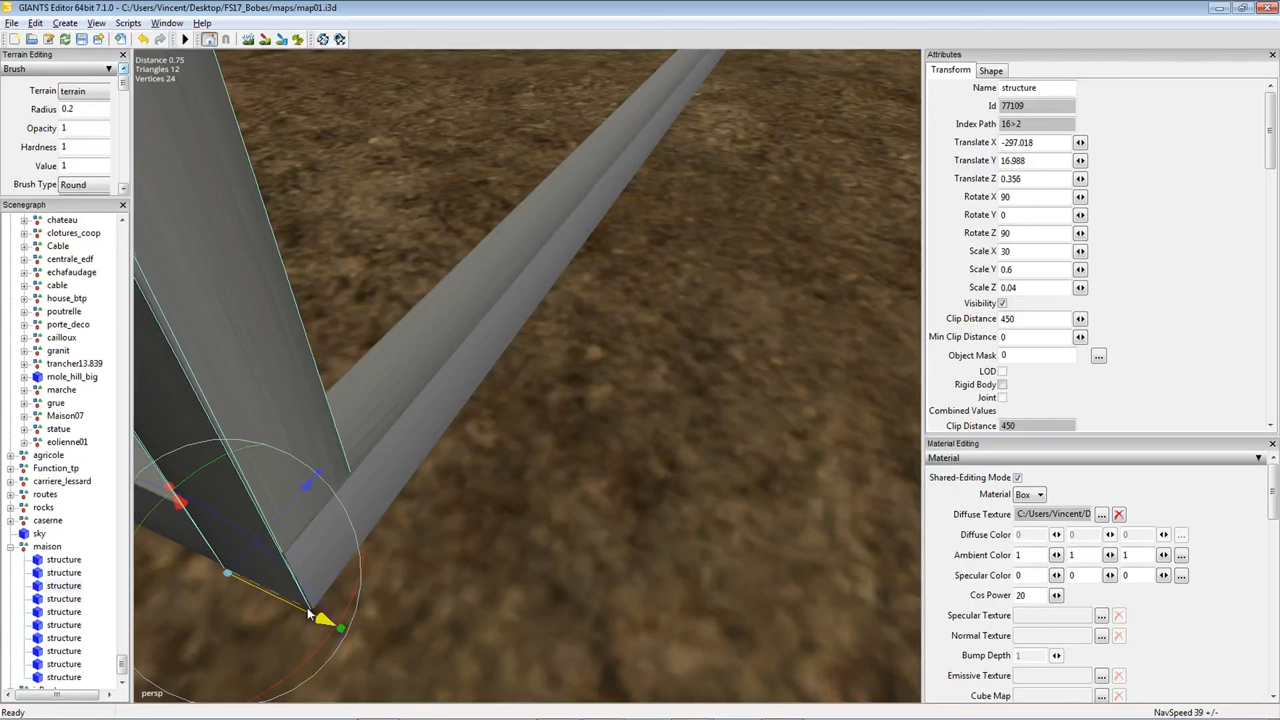 GIANTS Editor 64bit 7.1.0 - C:/Users/Vincent/Desktop/FS17_Bobes/maps/map01.i3d
File Edit Create View Scripts Window Help
Terrain Editing
Brush
Terrain terrain
Radius 0.2
Opacity 1
Hardness 1
Value 1
Brush Type Round
Scenegraph
chateau
clotures_coop
Cable
centrale_edf
echafaudage
cable
house_btp
poutrelle
porte_deco
cailloux
granit
trancher13.839
mole_hill_big
marche
grue
Maison07
statue
eolienne01
agricole
Function_tp
carriere_lessard
routes
rocks
caserne
sky
maison
structure
structure
structure
structure
structure
structure
structure
structure
structure
structure
Distance 0.75
Triangles 12
Vertices 24
persp
Attributes
Transform Shape
Name structure
Id 77109
Index Path 16>2
Translate X -297.018
Translate Y 16.988
Translate Z 0.356
Rotate X 90
Rotate Y 0
Rotate Z 90
Scale X 30
Scale Y 0.6
Scale Z 0.04
Visibility
Clip Distance 450
Min Clip Distance 0
Object Mask 0 ...
LOD
Rigid Body
Joint
Combined Values
Clip Distance 450
Material Editing
Material
Shared-Editing Mode
Material Box
Diffuse Texture C:/Users/Vincent/D ...
Diffuse Color 0 0 0 ...
Ambient Color 1 1 1 ...
Specular Color 0 0 0 ...
Cos Power 20
Specular Texture ...
Normal Texture ...
Bump Depth 1
Emissive Texture ...
Cube Map ...
Ready
NavSpeed 39 +/-